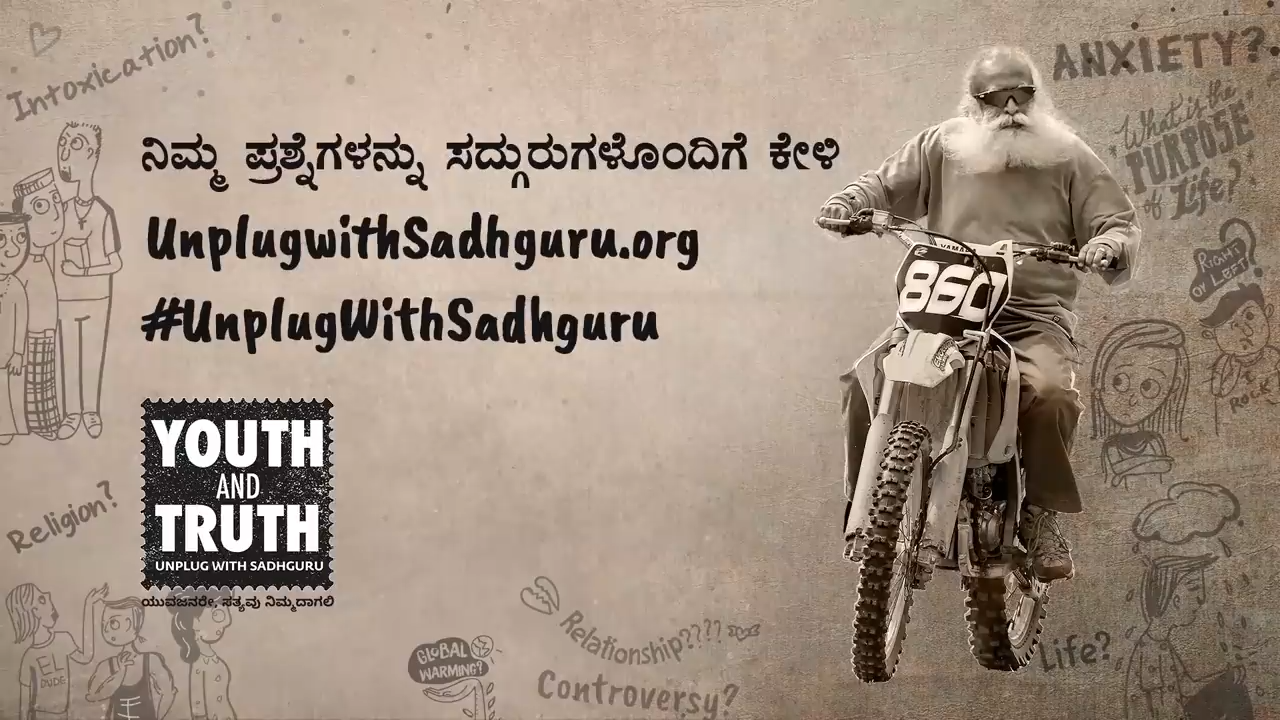 Intoxication?
ನಿಮ್ಮ ಪ್ರಶ್ನೆಗಳನ್ನು ಸದ್ಗುರುಗಳೊಂದಿಗೆ ಕೇಳಿ
UnplugwithSadhguru.org
#UnplugWithSadhguru
YOUTH
AND
TRUTH
UNPLUG WITH SADHGURU
ಯುವಜನರೇ, ಸತ್ಯವು ನಿಮ್ಮದಾಗಲಿ
Religion?
EL
DUDE
GLOBAL
WARMING?
Relationship????
Controversy?
YAMAHA
860
ANXIETY?
What is the
PURPOSE
of Life?
RIGHT
OY LEFT
ROCK
Life?